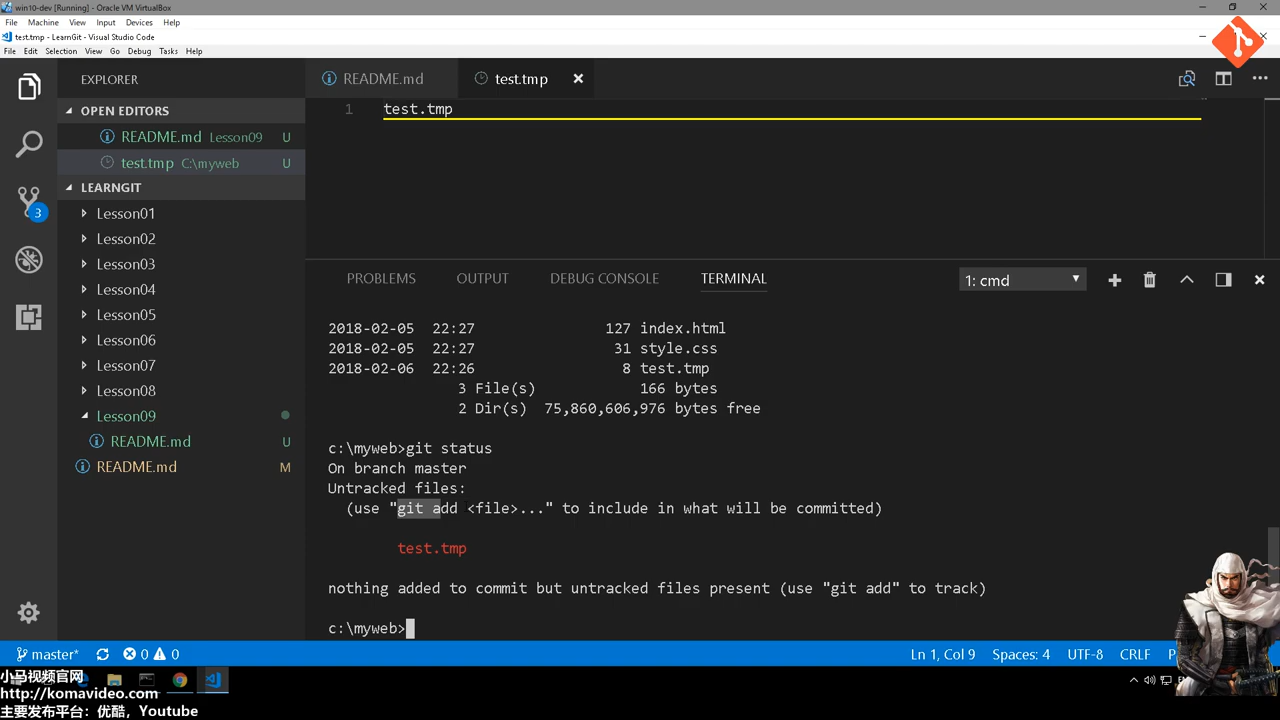 win10-dev [Running] - Oracle VM VirtualBox
File Machine View Input Devices Help
test.tmp - LearnGit - Visual Studio Code
File Edit Selection View Go Debug Tasks Help
EXPLORER
README.md
test.tmp
OPEN EDITORS
README.md Lesson09 U
test.tmp C:\myweb U
LEARNGIT
Lesson01
Lesson02
Lesson03
Lesson04
Lesson05
Lesson06
Lesson07
Lesson08
Lesson09
README.md U
README.md M
3
1 test.tmp
PROBLEMS OUTPUT DEBUG CONSOLE TERMINAL
1: cmd
2018-02-05 22:27 127 index.html
2018-02-05 22:27 31 style.css
2018-02-06 22:26 8 test.tmp
3 File(s) 166 bytes
2 Dir(s) 75,860,606,976 bytes free
c:\myweb>git status
On branch master
Untracked files:
(use "git add <file>..." to include in what will be committed)
test.tmp
nothing added to commit but untracked files present (use "git add" to track)
c:\myweb>
master* 0 0 Ln 1, Col 9 Spaces: 4 UTF-8 CRLF
小马视频官网
http://komavideo.com
主要发布平台：优酷，Youtube